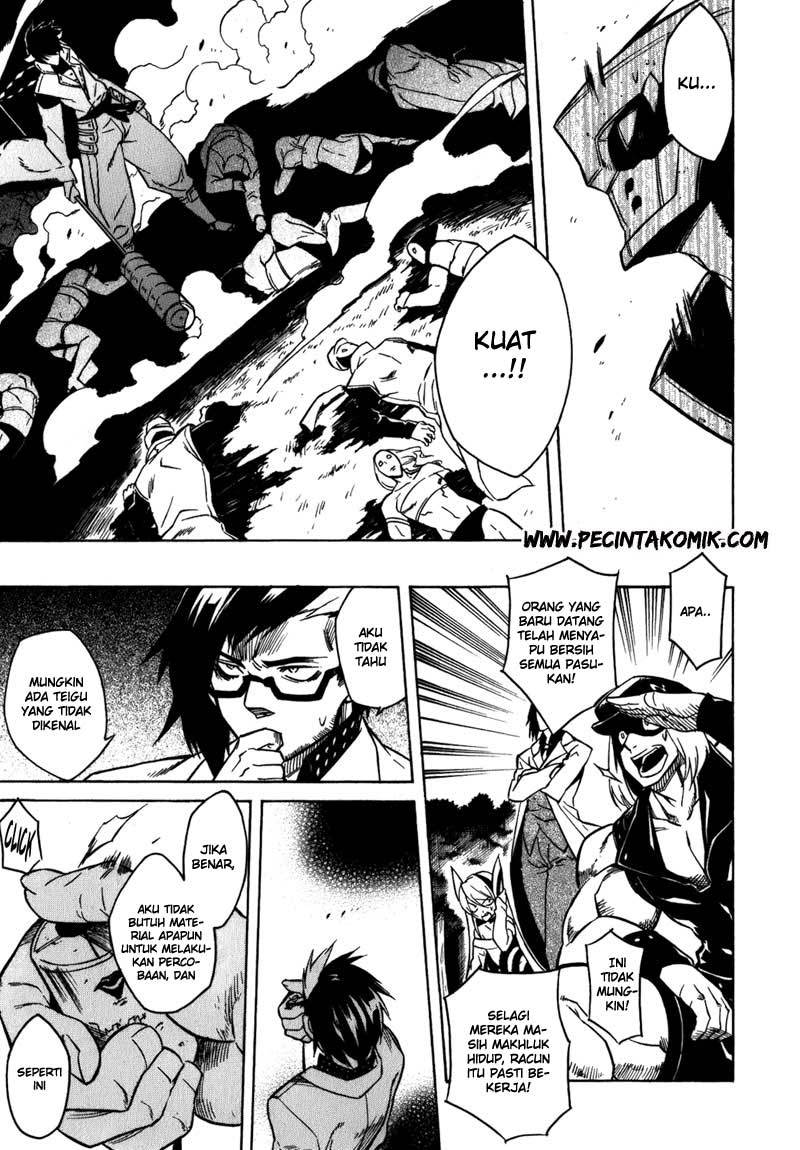 KU...
KUAT
...!!
WWW.PECINTAKOMIK.COM
APA..
ORANG YANG
BARU DATANG
TELAH MENYA-
PU BERSIH
SEMUA PASU-
KAN!
INI
TIDAK
MUNG-
KIN!
SELAGI
MEREKA MA-
SIH MAKHLUK
HIDUP, RACUN
ITU PASTI BE-
KERJA!
AKU
TIDAK
TAHU
MUNGKIN
ADA TEIGU
YANG TIDAK
DIKENAL
JIKA
BENAR,
AKU TIDAK
BUTUH MATE-
RIAL APAPUN
UNTUK MELAKU-
KAN PERCO-
BAAN, DAN
CLICK
SEPERTI
INI